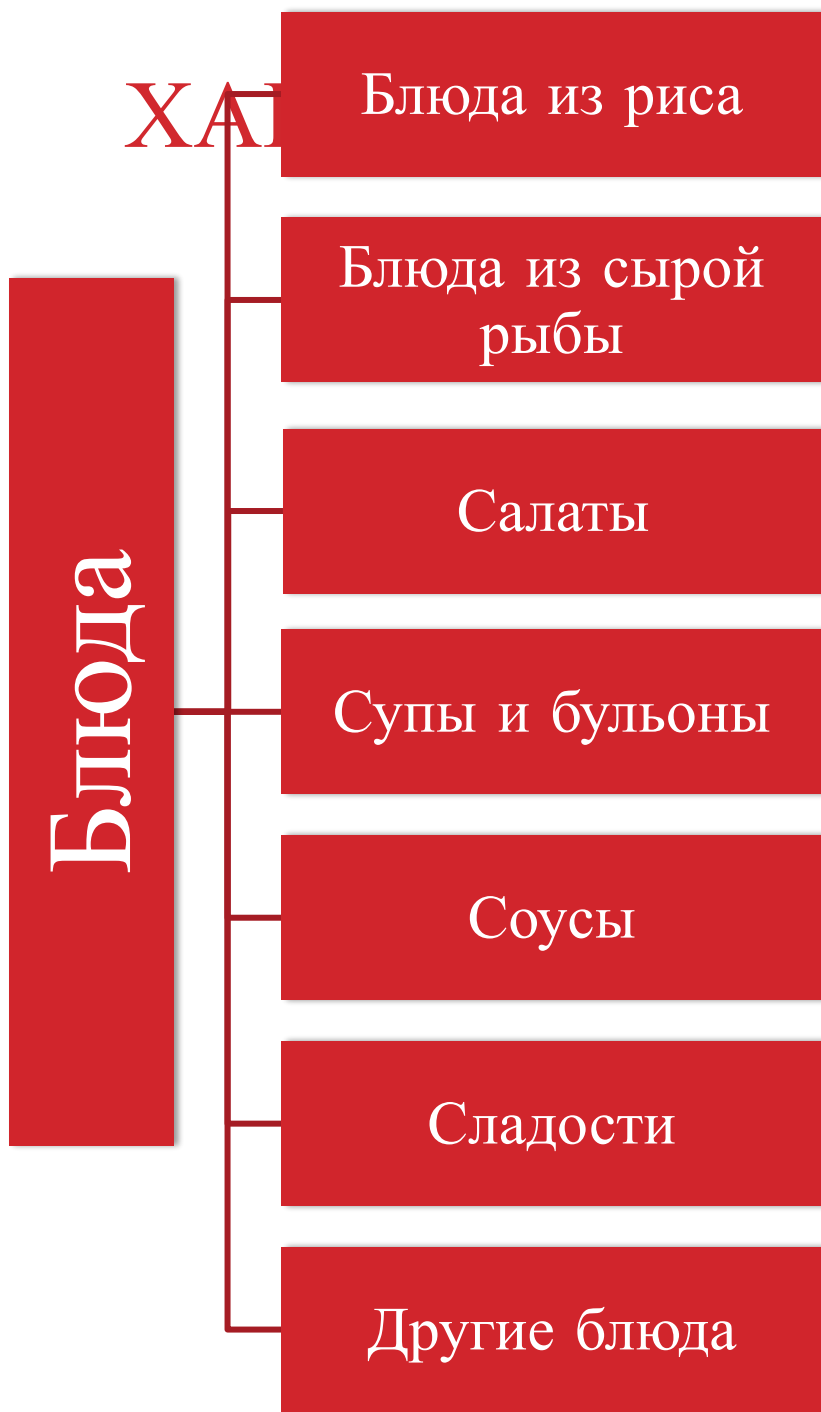 Блюда из риса
Блюда из сырой
рыбы
Салаты
Блюда
Супы и бульоны
Соусы
Сладости
Другие блюда